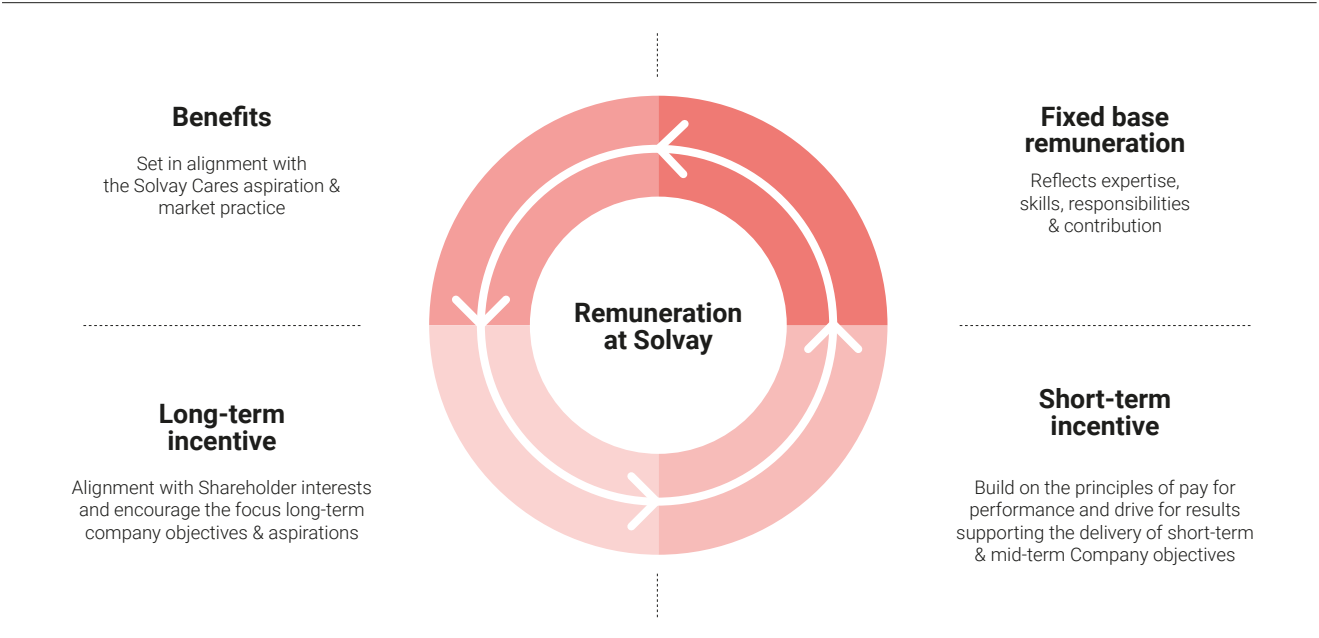 Benefits
Set in alignment with
the Solvay Cares aspiration &
market practice
Fixed base
remuneration
Reflects expertise,
skills, responsibilities
& contribution
Remuneration
at Solvay
Long-term
incentive
Alignment with Shareholder interests
and encourage the focus long-term
company objectives & aspirations
Short-term
incentive
Build on the principles of pay for
performance and drive for results
supporting the delivery of short-term
& mid-term Company objectives